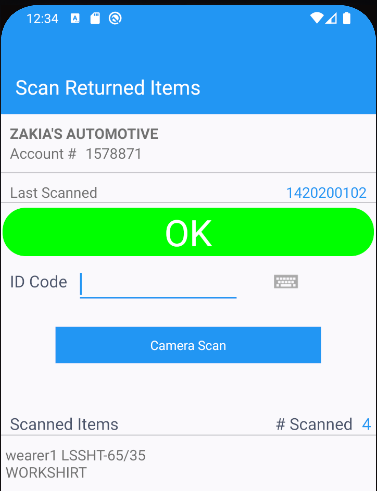 12:34
Scan Returned Items
ZAKIA'S AUTOMOTIVE
Account # 1578871
Last Scanned 1420200102
OK
ID Code
Camera Scan
Scanned Items # Scanned 4
wearer1 LSSHT-65/35
WORKSHIRT